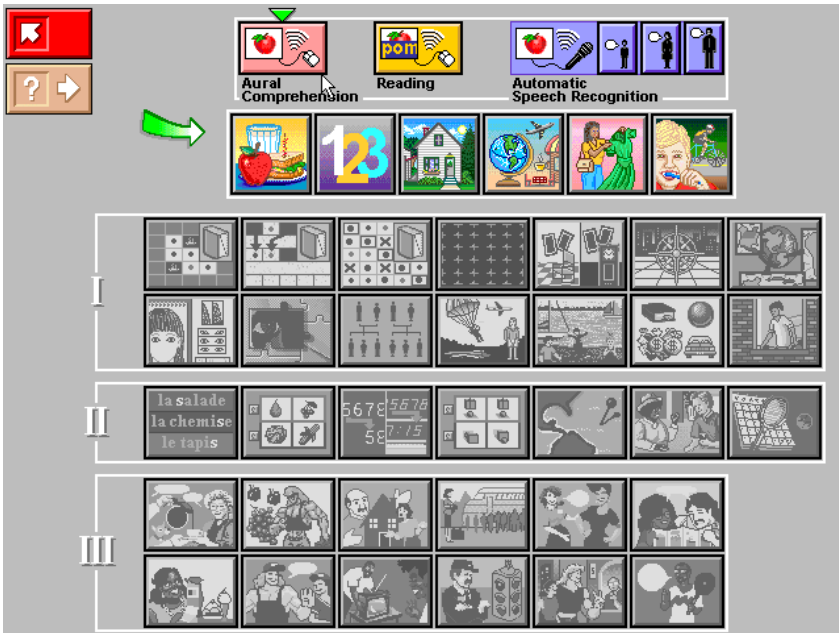 ?
pom
Aural
Comprehension
Reading
Automatic
Speech Recognition
123
I
II
la salade
la chemise
le tapis
5678
58
5678
7:15
III